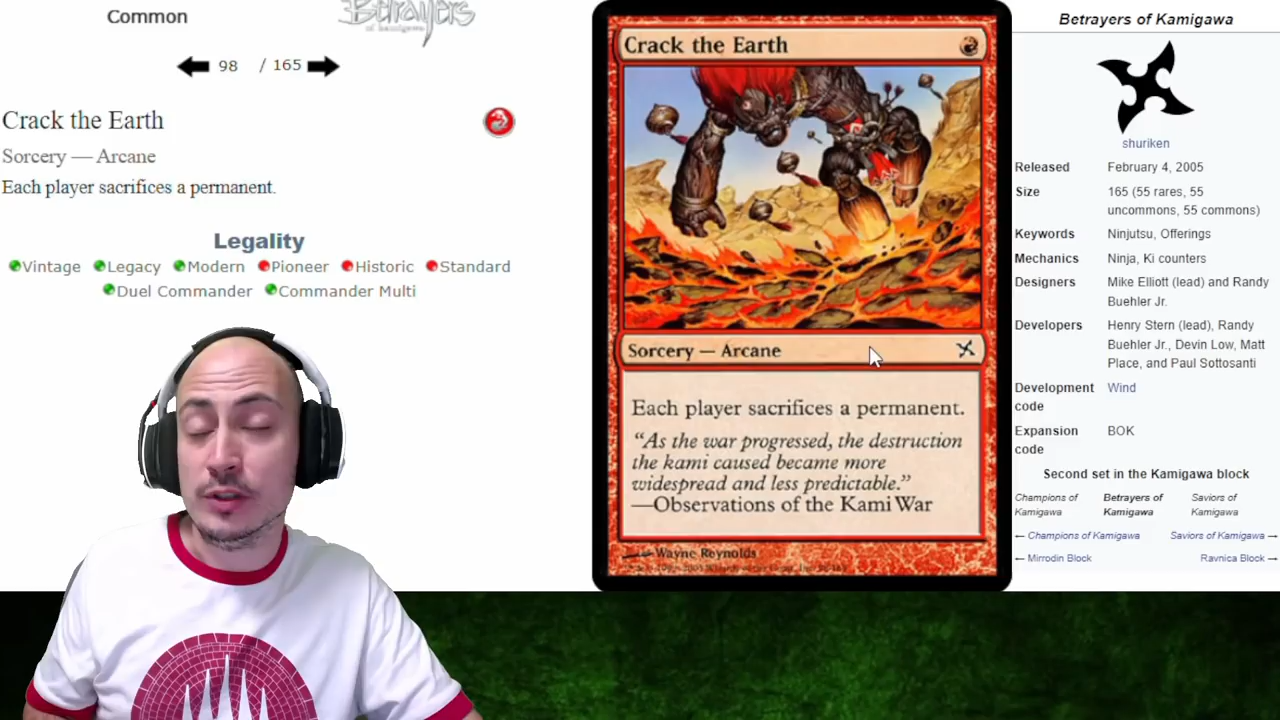 Common
Betrayers
of Kamigawa
98 / 165
Crack the Earth
Sorcery — Arcane
Each player sacrifices a permanent.
Legality
Vintage Legacy Modern Pioneer Historic Standard
Duel Commander Commander Multi
Crack the Earth
Sorcery — Arcane
Each player sacrifices a permanent.
“As the war progressed, the destruction
the kami caused became more
widespread and less predictable.”
—Observations of the Kami War
Wayne Reynolds
Betrayers of Kamigawa
shuriken
Released February 4, 2005
Size 165 (55 rares, 55
uncommons, 55 commons)
Keywords Ninjutsu, Offerings
Mechanics Ninja, Ki counters
Designers Mike Elliott (lead) and Randy
Buehler Jr.
Developers Henry Stern (lead), Randy
Buehler Jr., Devin Low, Matt
Place, and Paul Sottosanti
Development Wind
code
Expansion BOK
code
Second set in the Kamigawa block
Champions of Betrayers of Saviors of
Kamigawa Kamigawa Kamigawa
← Champions of Kamigawa Saviors of Kamigawa →
← Mirrodin Block Ravnica Block →